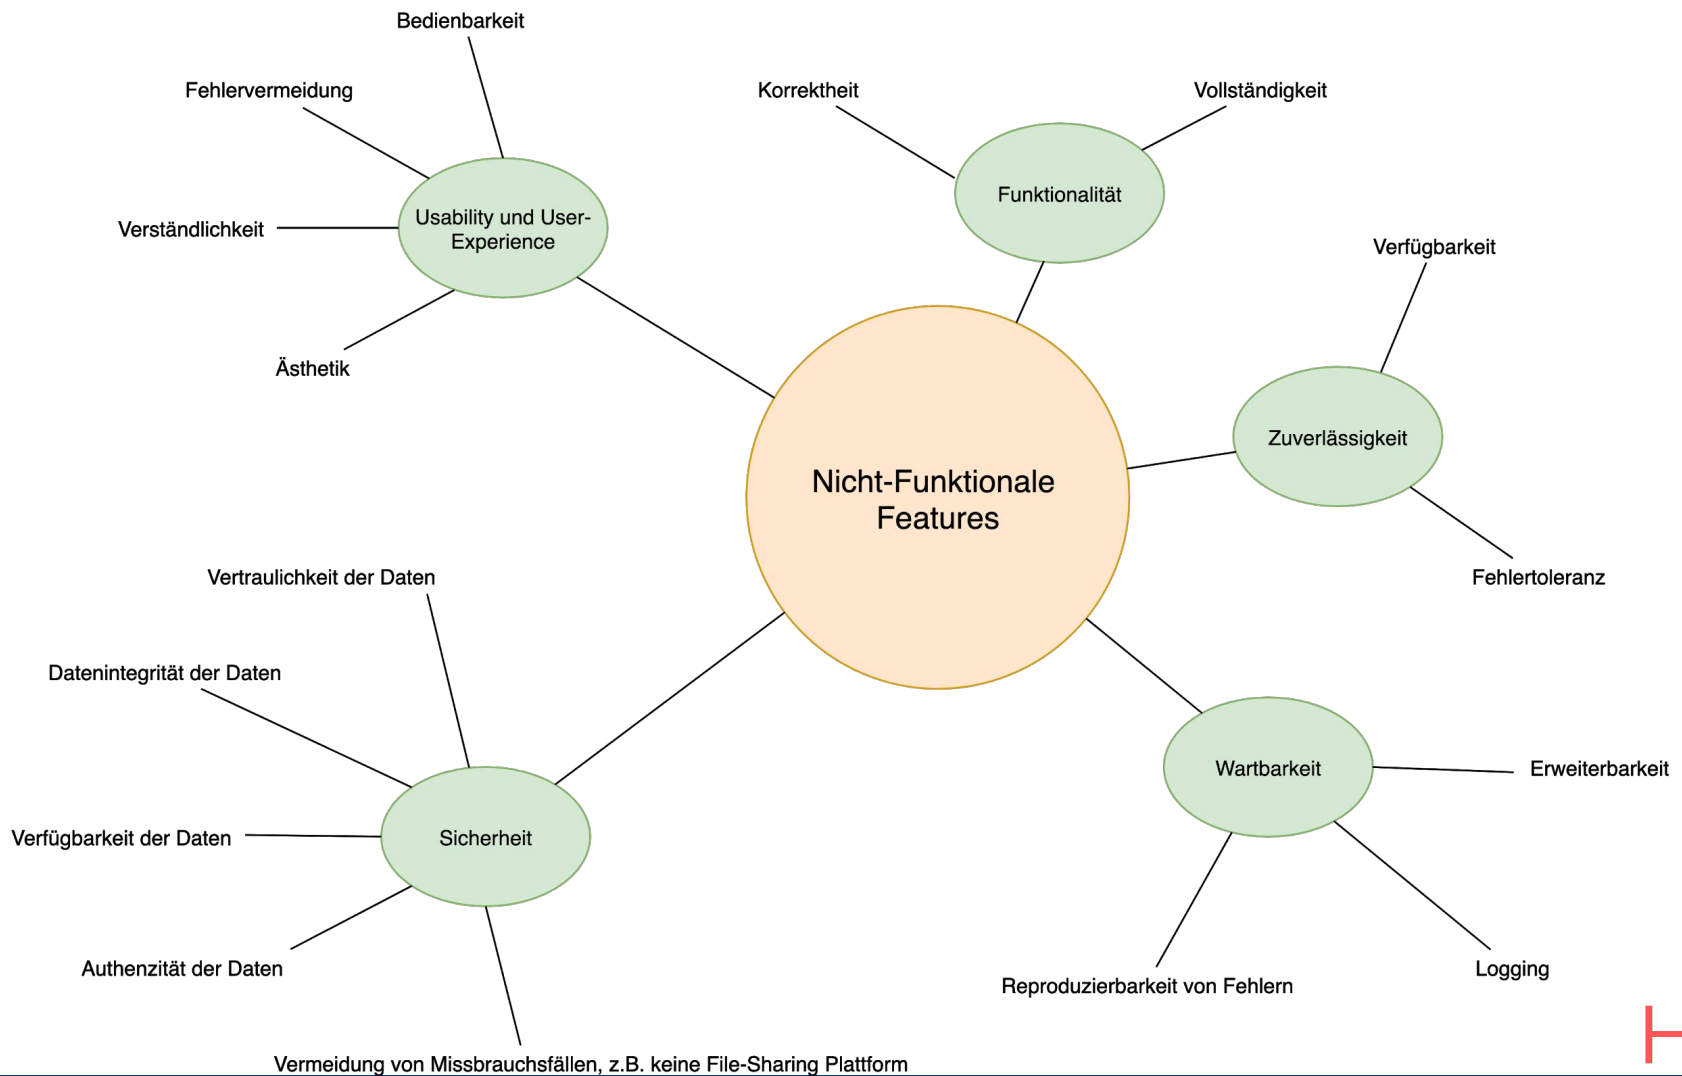 Bedienbarkeit
Fehlervermeidung
Korrektheit
Vollständigkeit
Funktionalität
Usability und User-
Experience
Verständlichkeit
Verfügbarkeit
Ästhetik
Zuverlässigkeit
Nicht-Funktionale
Features
Vertraulichkeit der Daten
Fehlertoleranz
Datenintegrität der Daten
Wartbarkeit
Erweiterbarkeit
Verfügbarkeit der Daten
Sicherheit
Authenzität der Daten
Logging
Reproduzierbarkeit von Fehlern
Vermeidung von Missbrauchsfällen, z.B. keine File-Sharing Plattform